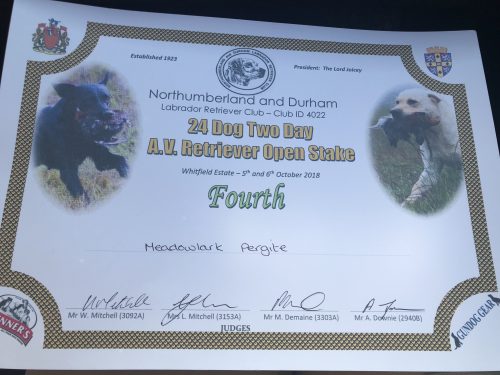 Established 1923
President: The Lord Joicey
Northumberland and Durham
Labrador Retriever Club – Club ID 4022
24 Dog Two Day
A.V. Retriever Open Stake
Whitfield Estate – 5th and 6th October 2018
Fourth
Meadowlark Pergite
Mr W. Mitchell (3092A)
Mrs L. Mitchell (3153A)
Mr M. Demaine (3303A)
Mr A. Downie (2940B)
JUDGES
GUNDOG GEAR